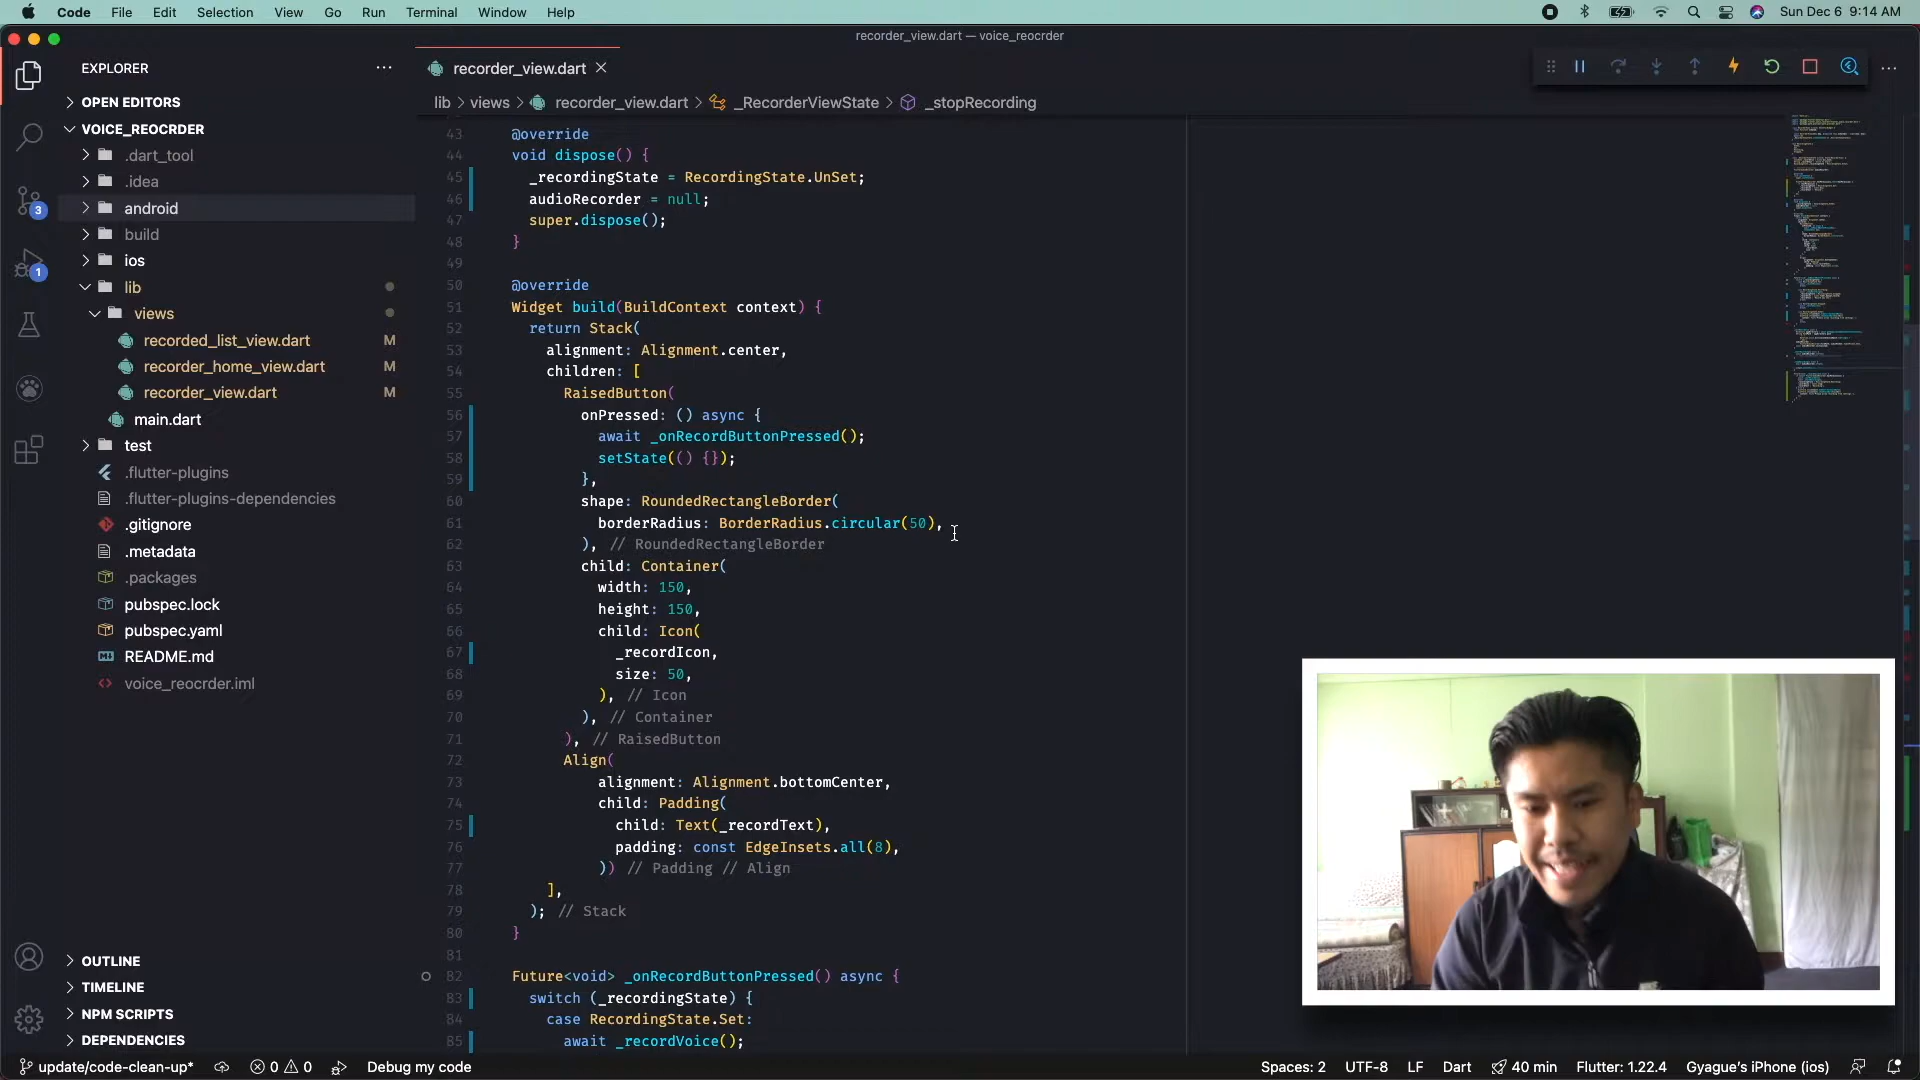 Code File Edit Selection View Go Run Terminal Window Help Sun Dec 6 9:14 AM
recorder_view.dart — voice_reocrder
EXPLORER
OPEN EDITORS
VOICE_REOCRDER
.dart_tool
.idea
android
build
ios
lib
views
recorded_list_view.dart M
recorder_home_view.dart M
recorder_view.dart M
main.dart
test
.flutter-plugins
.flutter-plugins-dependencies
.gitignore
.metadata
.packages
pubspec.lock
pubspec.yaml
README.md
voice_reocrder.iml
OUTLINE
TIMELINE
NPM SCRIPTS
DEPENDENCIES
3
1
recorder_view.dart
lib > views > recorder_view.dart > _RecorderViewState > _stopRecording
43 @override
44 void dispose() {
45 _recordingState = RecordingState.UnSet;
46 audioRecorder = null;
47 super.dispose();
48 }
49
50 @override
51 Widget build(BuildContext context) {
52 return Stack(
53 alignment: Alignment.center,
54 children: [
55 RaisedButton(
56 onPressed: () async {
57 await _onRecordButtonPressed();
58 setState(() {});
59 },
60 shape: RoundedRectangleBorder(
61 borderRadius: BorderRadius.circular(50),
62 ), // RoundedRectangleBorder
63 child: Container(
64 width: 150,
65 height: 150,
66 child: Icon(
67 _recordIcon,
68 size: 50,
69 ), // Icon
70 ), // Container
71 ), // RaisedButton
72 Align(
73 alignment: Alignment.bottomCenter,
74 child: Padding(
75 child: Text(_recordText),
76 padding: const EdgeInsets.all(8),
77 )) // Padding // Align
78 ],
79 ); // Stack
80 }
81
82 Future<void> _onRecordButtonPressed() async {
83 switch (_recordingState) {
84 case RecordingState.Set:
85 await _recordVoice();
update/code-clean-up* 0 0 Debug my code Spaces: 2 UTF-8 LF Dart 40 min Flutter: 1.22.4 Gyague's iPhone (ios)